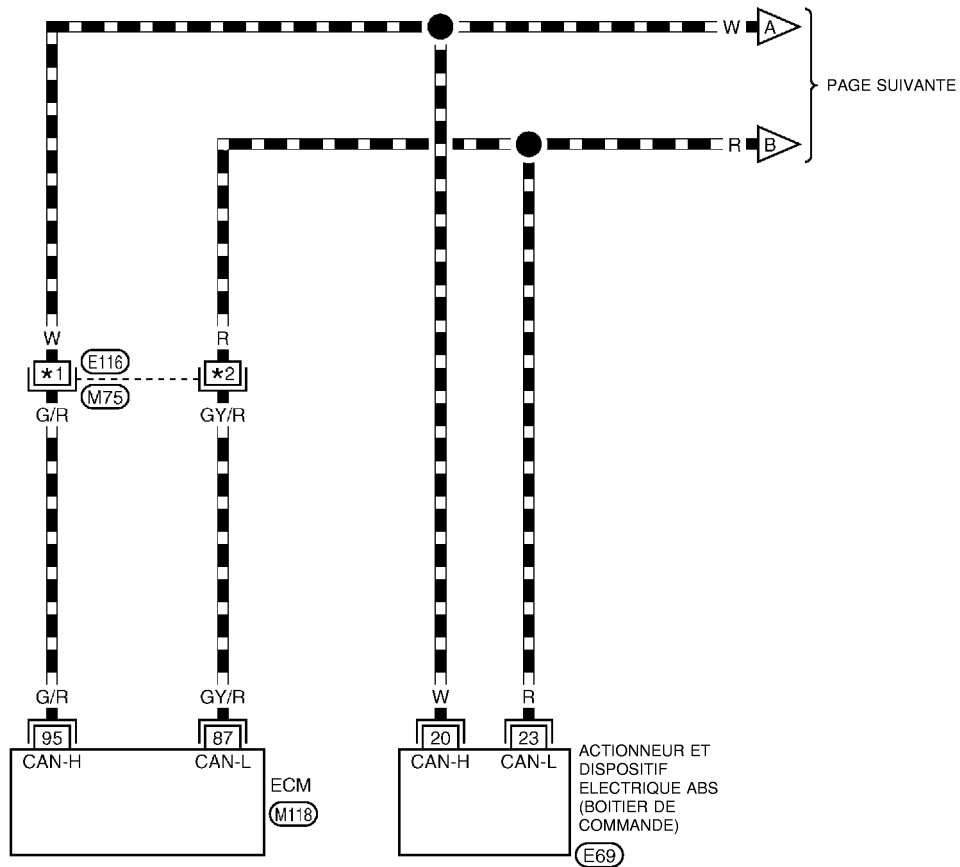 W A
PAGE SUIVANTE
R B
W R
*1 E116 *2
M75
G/R GY/R
G/R GY/R W R
95 87 20 23
CAN-H CAN-L CAN-H CAN-L
ECM
M118
ACTIONNEUR ET
DISPOSITIF
ELECTRIQUE ABS
(BOITIER DE
COMMANDE)
E69